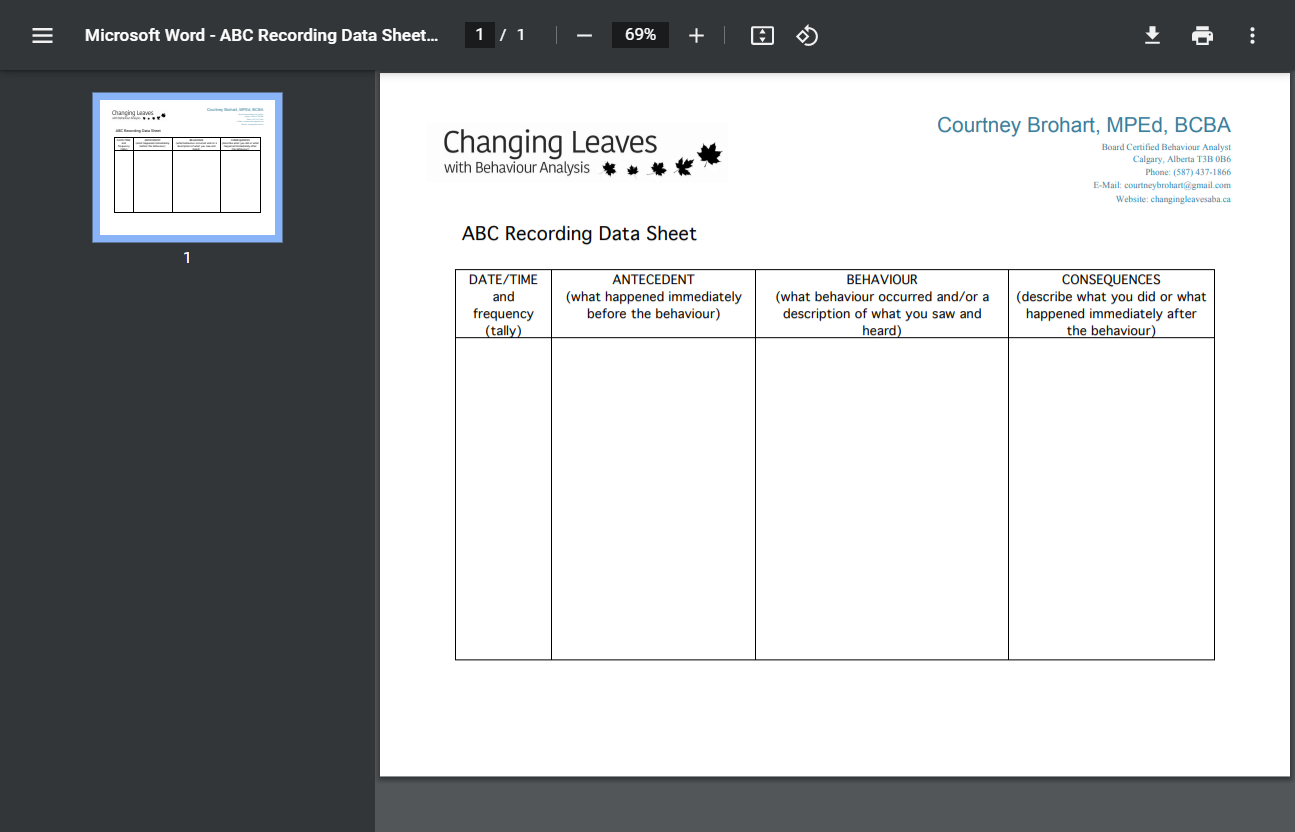 Microsoft Word - ABC Recording Data Sheet...
1 / 1
69%
1
Changing Leaves
with Behaviour Analysis
Courtney Brohart, MPEd, BCBA
Board Certified Behaviour Analyst
Calgary, Alberta T3B 0B6
Phone: (587) 437-1866
E-Mail: courtneybrohart@gmail.com
Website: changingleavesaba.ca
ABC Recording Data Sheet
DATE/TIME
and
frequency
(tally)
ANTECEDENT
(what happened immediately
before the behaviour)
BEHAVIOUR
(what behaviour occurred and/or a
description of what you saw and
heard)
CONSEQUENCES
(describe what you did or what
happened immediately after
the behaviour)